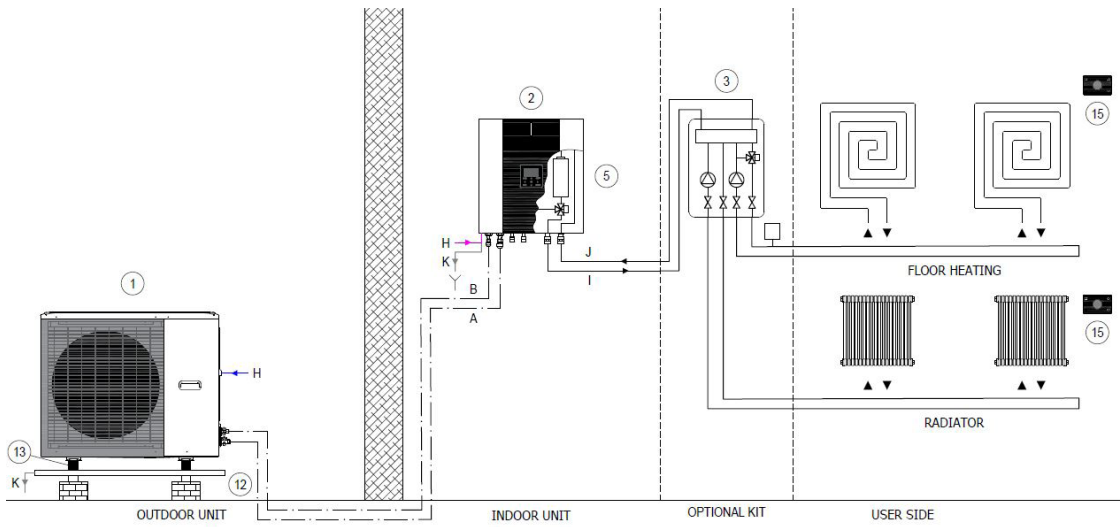 3
15
2
5
H
K
J
I
FLOOR HEATING
B
A
1
15
H
RADIATOR
13
K
12
OUTDOOR UNIT
INDOOR UNIT
OPTIONAL KIT
USER SIDE